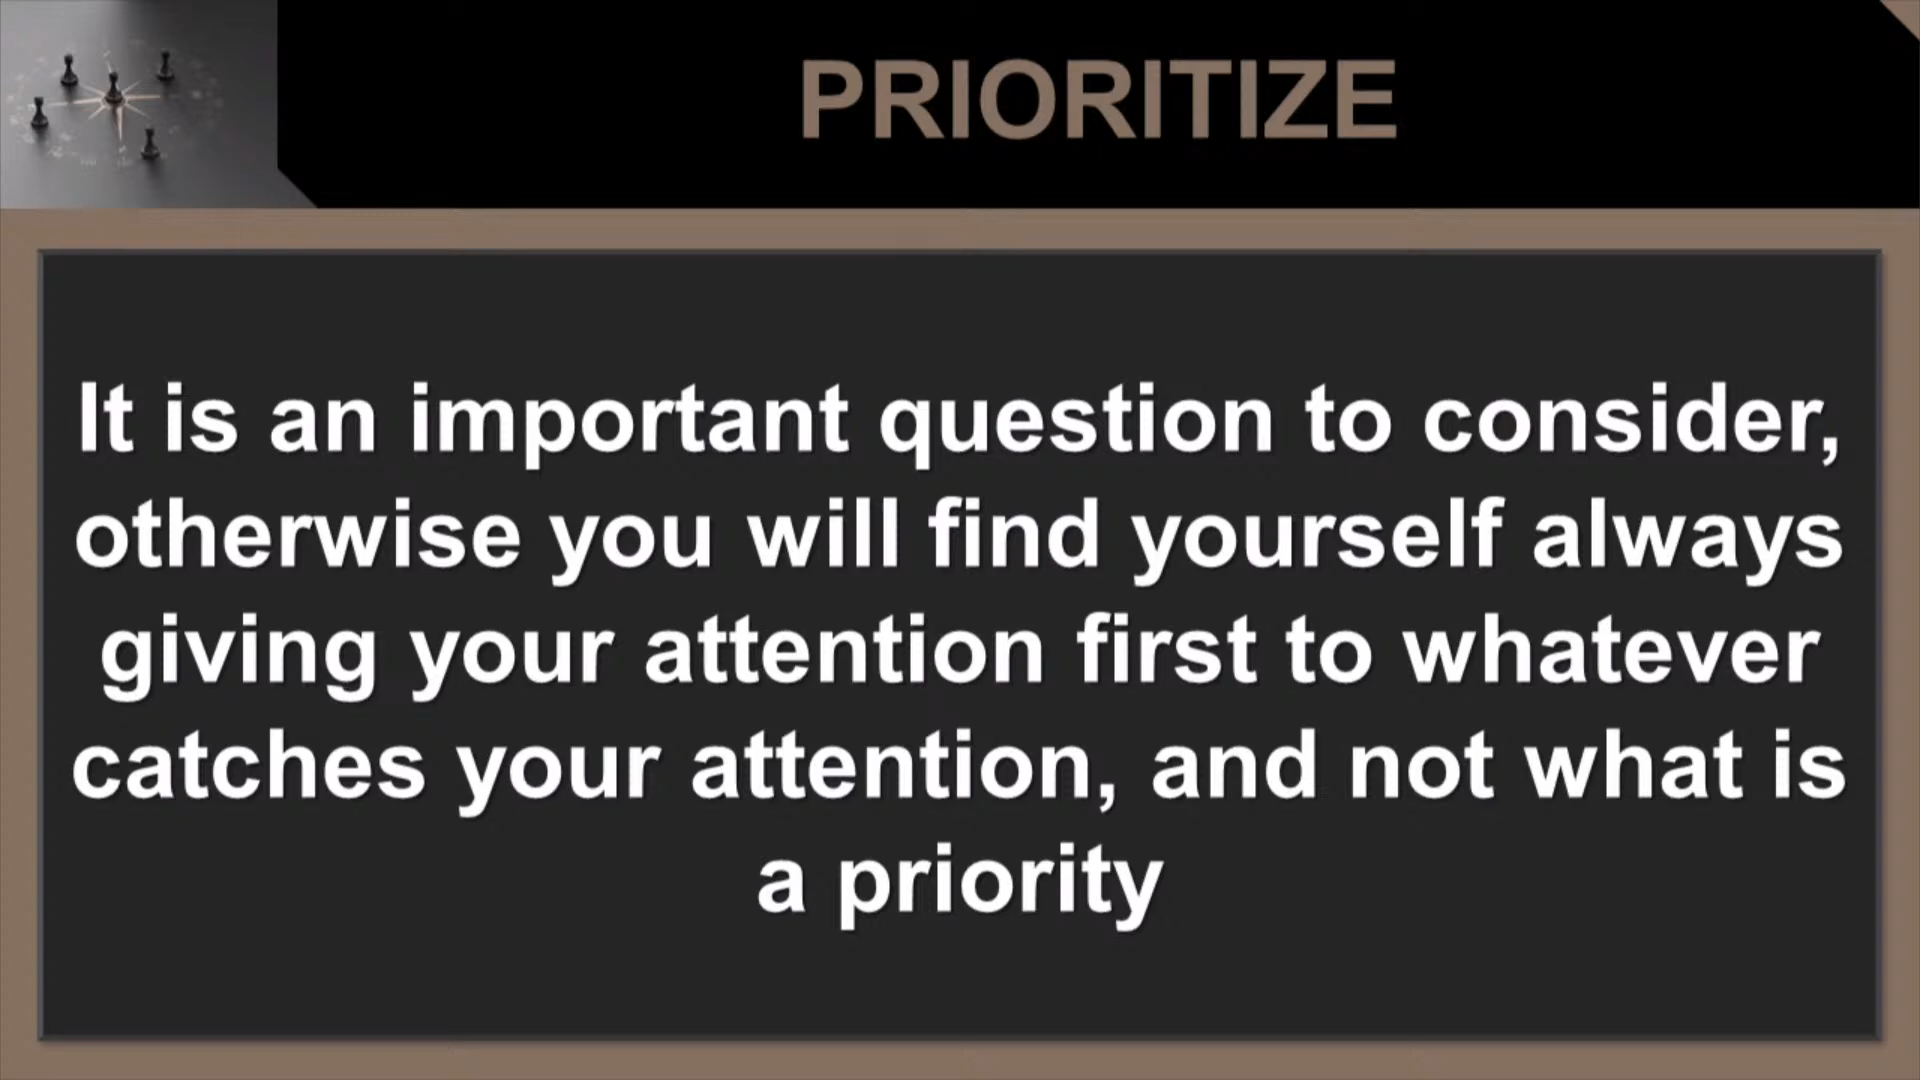 PRIORITIZE
It is an important question to consider,
otherwise you will find yourself always
giving your attention first to whatever
catches your attention, and not what is
a priority